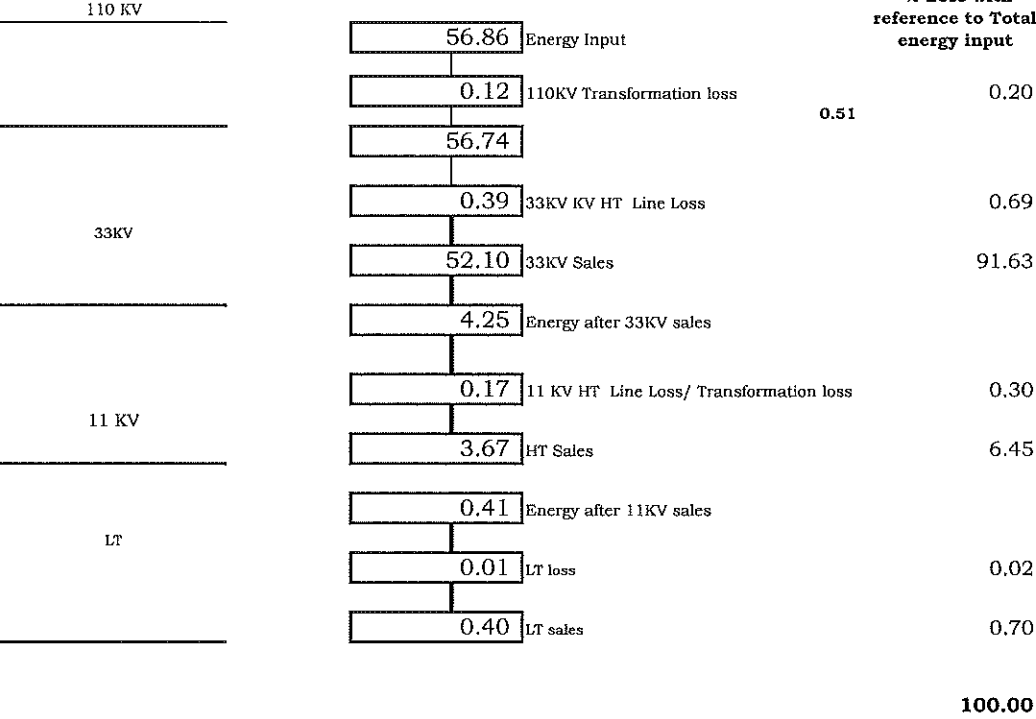 110 KV
reference to Total
energy input
56.86 Energy Input
0.12 110KV Transformation loss 0.20
0.51
56.74
0.39 33KV KV HT Line Loss 0.69
33KV
52.10 33KV Sales 91.63
4.25 Energy after 33KV sales
0.17 11 KV HT Line Loss/ Transformation loss 0.30
11 KV
3.67 HT Sales 6.45
0.41 Energy after 11KV sales
LT
0.01 LT loss 0.02
0.40 LT sales 0.70
100.00